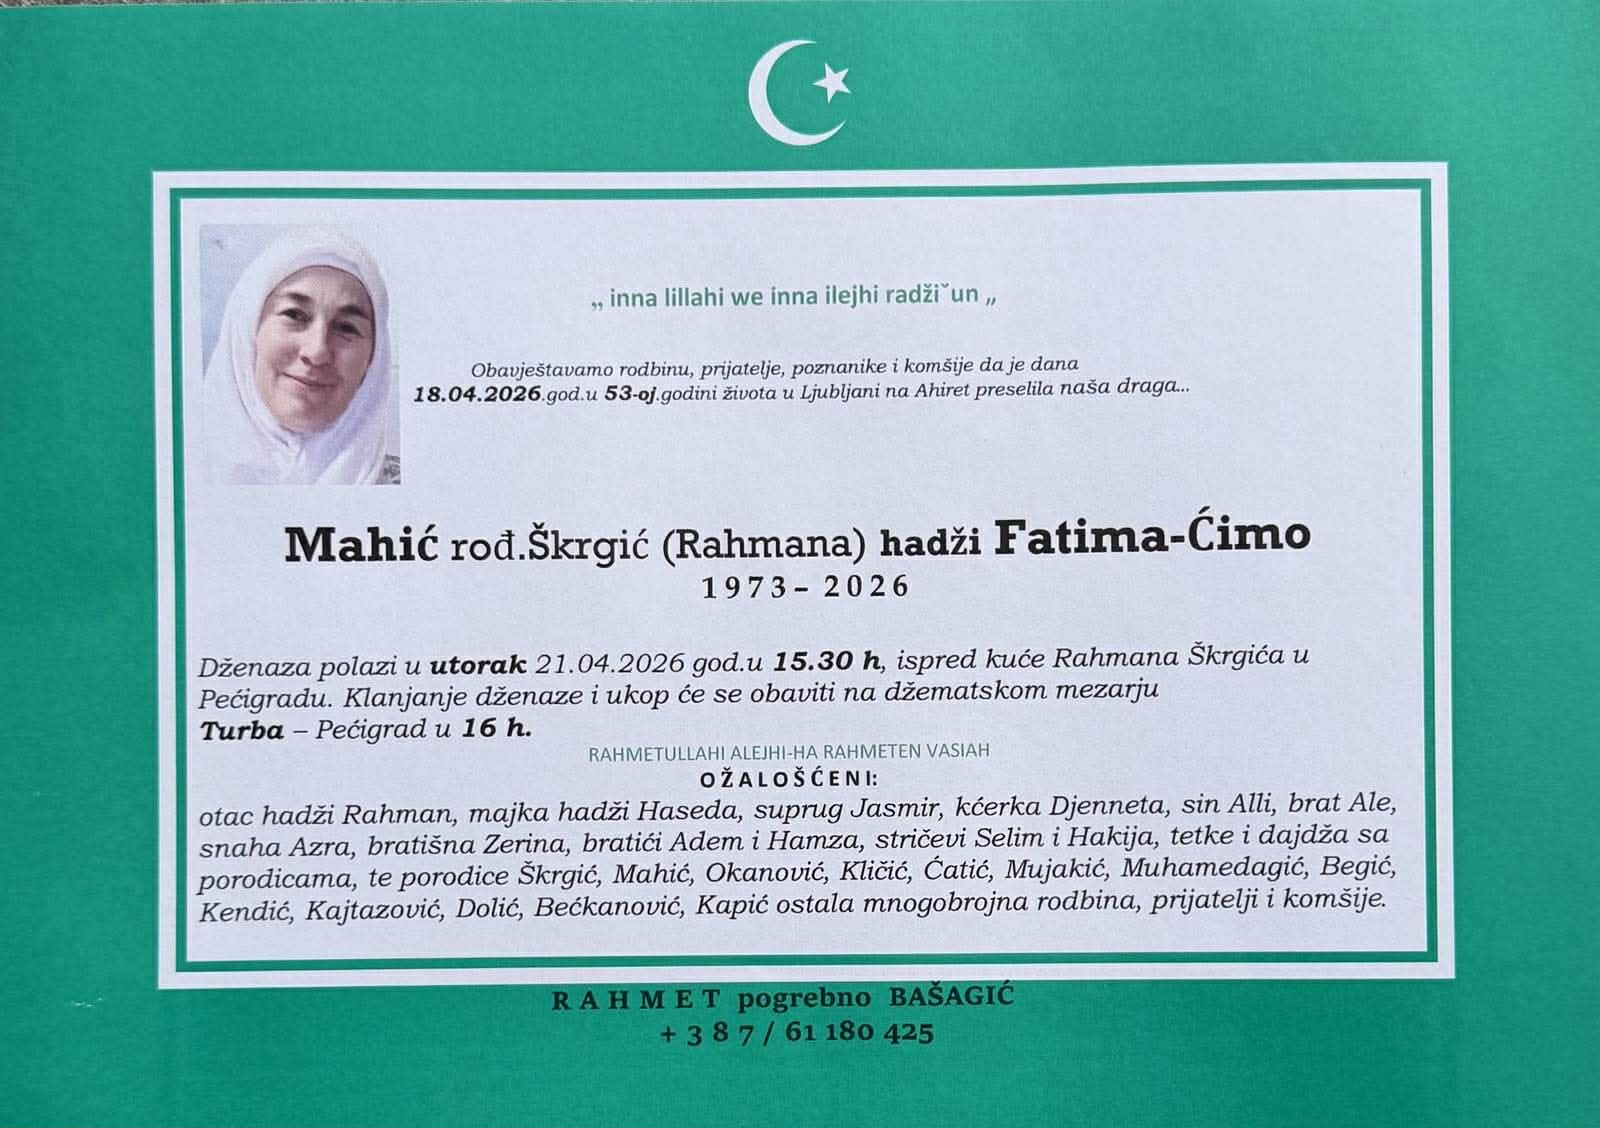 „ inna lillahi we inna ilejhi radžiˇun „
Obavještavamo rodbinu, prijatelje, poznanike i komšije da je dana
18.04.2026.god.u 53-oj.godini života u Ljubljani na Ahiret preselila naša draga...
Mahić rođ.Škrgić (Rahmana) hadži Fatima-Ćimo
1973– 2026
Dženaza polazi u utorak 21.04.2026 god.u 15.30 h, ispred kuće Rahmana Škrgića u
Pećigradu. Klanjanje dženaze i ukop će se obaviti na džematskom mezarju
Turba – Pećigrad u 16 h.
RAHMETULLAHI ALEJHI-HA RAHMETEN VASIAH
OŽALOŠĆENI:
otac hadži Rahman, majka hadži Haseda, suprug Jasmir, kćerka Djenneta, sin Alli, brat Ale,
snaha Azra, bratišna Zerina, bratići Adem i Hamza, stričevi Selim i Hakija, tetke i dajdža sa
porodicama, te porodice Škrgić, Mahić, Okanović, Kličić, Ćatić, Mujakić, Muhamedagić, Begić,
Kendić, Kajtazović, Dolić, Bećkanović, Kapić ostala mnogobrojna rodbina, prijatelji i komšije.
RAHMET pogrebno BAŠAGIĆ
+387/ 61 180 425